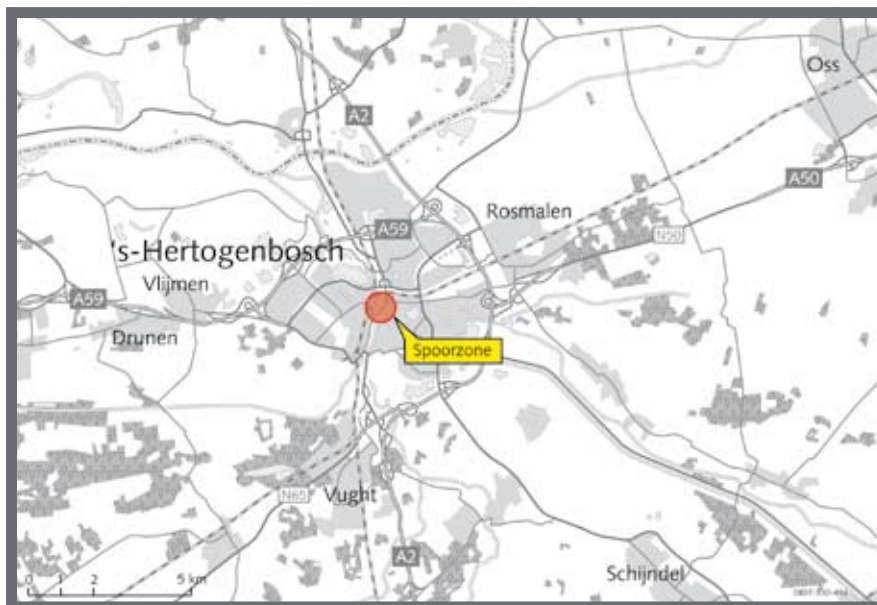 Oss
A2
A50
Rosmalen
A59
N50
's-Hertogenbosch
Vlijmen
A59
Drunen
Spoorzone
N65
Vught
A2
0 1 2 5 km
Schijndel